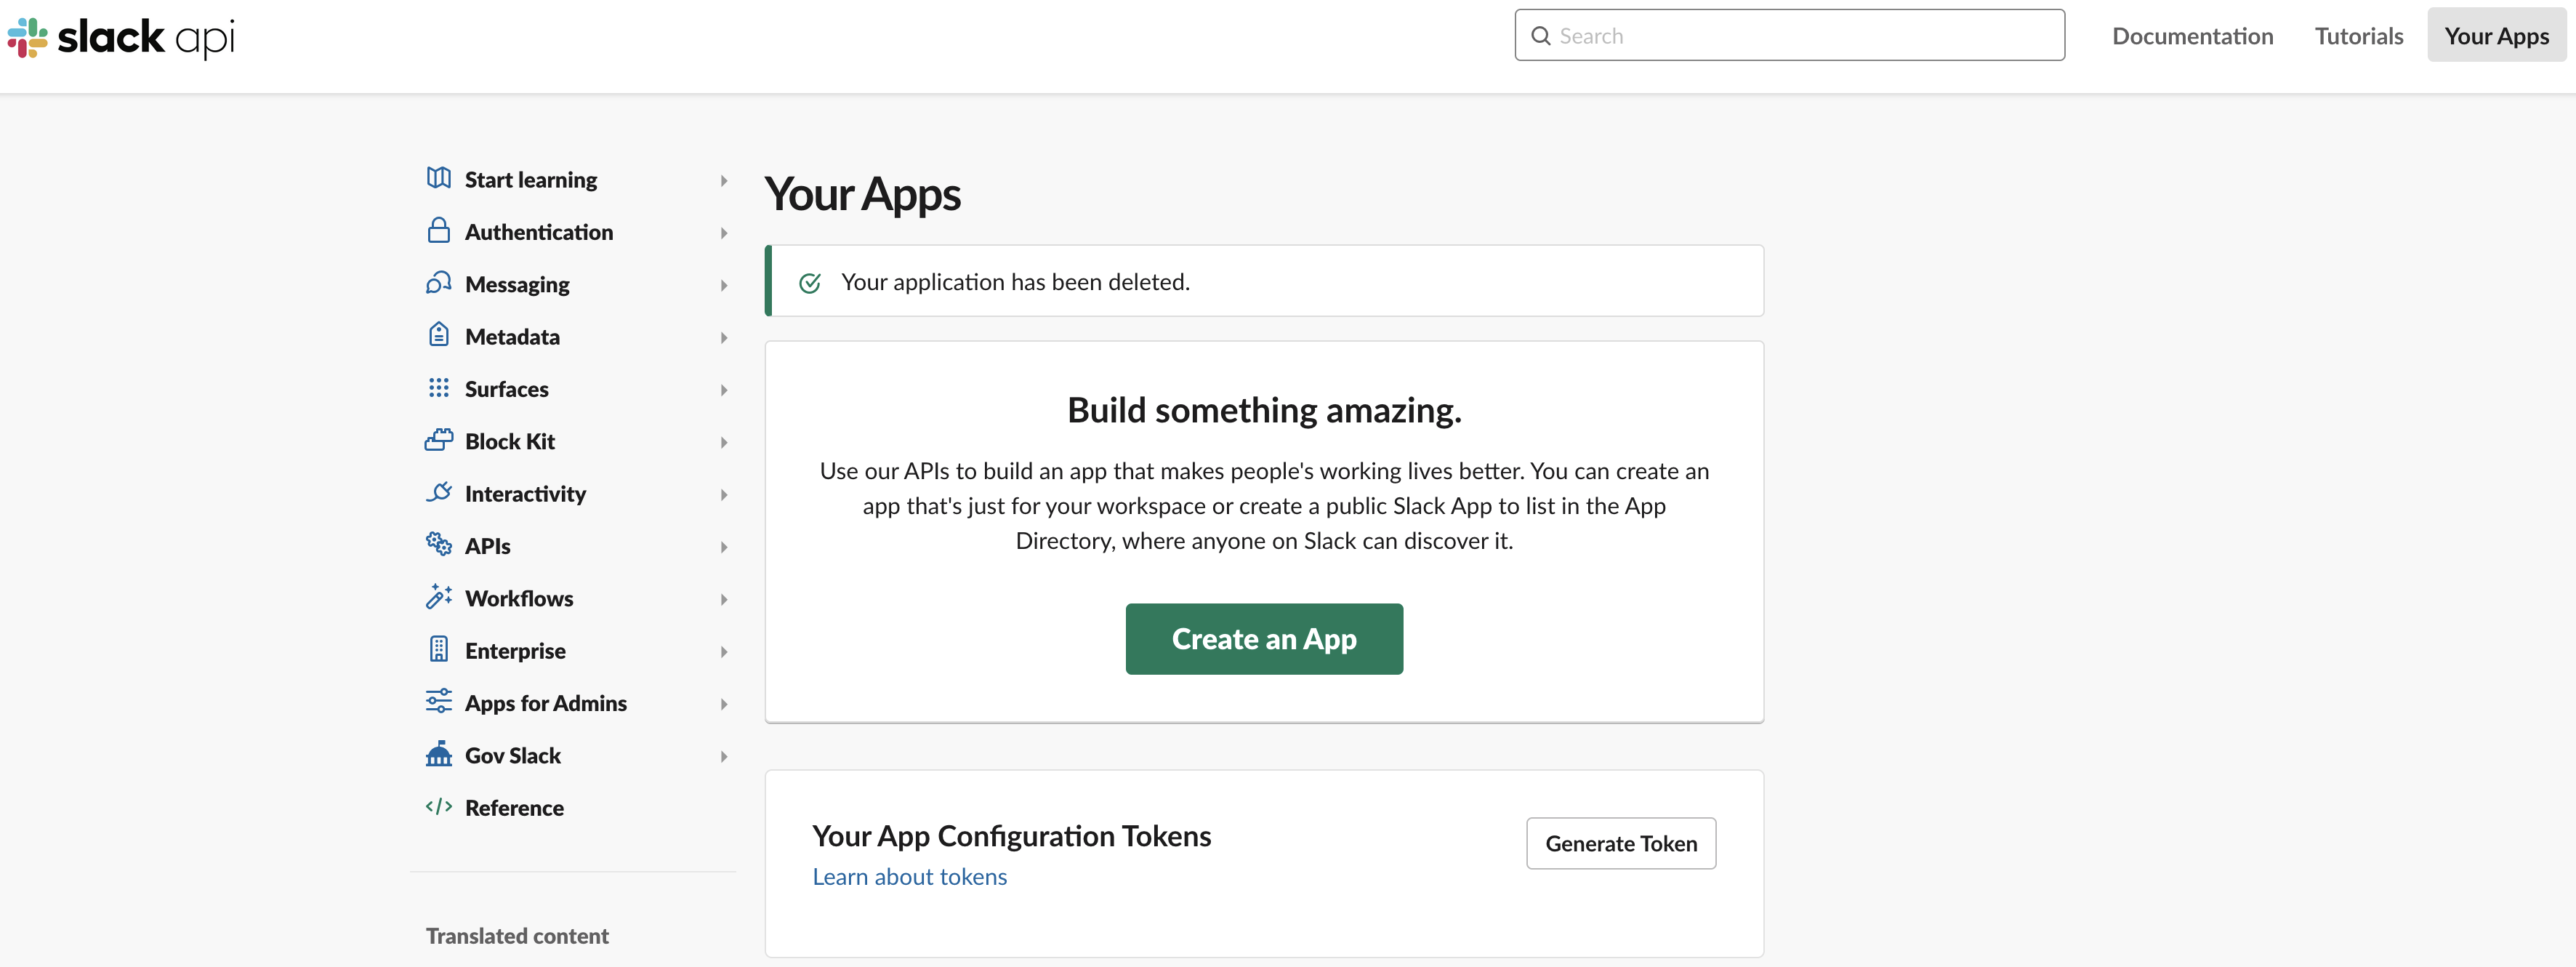 slack api
Search
Documentation
Tutorials
Your Apps
Start learning
Authentication
Messaging
Metadata
Surfaces
Block Kit
Interactivity
APIs
Workflows
Enterprise
Apps for Admins
Gov Slack
Reference
Translated content
Your Apps
Your application has been deleted.
Build something amazing.
Use our APIs to build an app that makes people's working lives better. You can create an
app that's just for your workspace or create a public Slack App to list in the App
Directory, where anyone on Slack can discover it.
Create an App
Your App Configuration Tokens
Learn about tokens
Generate Token